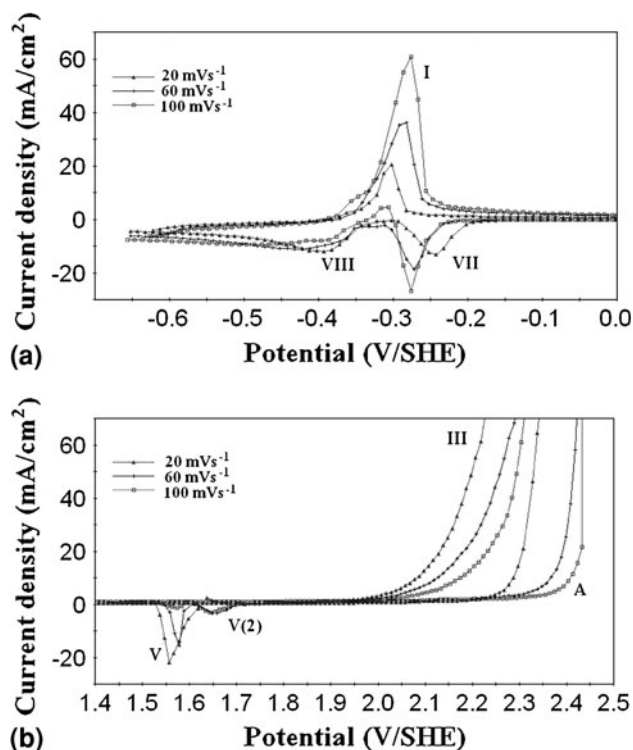 Current density (mA/cm²)
60
40
20
0
-20
20 mVs⁻¹
60 mVs⁻¹
100 mVs⁻¹
I
VIII
VII
-0.6 -0.5 -0.4 -0.3 -0.2 -0.1 0.0
(a)
Potential (V/SHE)
Current density (mA/cm²)
60
40
20
0
-20
20 mVs⁻¹
60 mVs⁻¹
100 mVs⁻¹
III
A
V
V(2)
1.4 1.5 1.6 1.7 1.8 1.9 2.0 2.1 2.2 2.3 2.4 2.5
(b)
Potential (V/SHE)